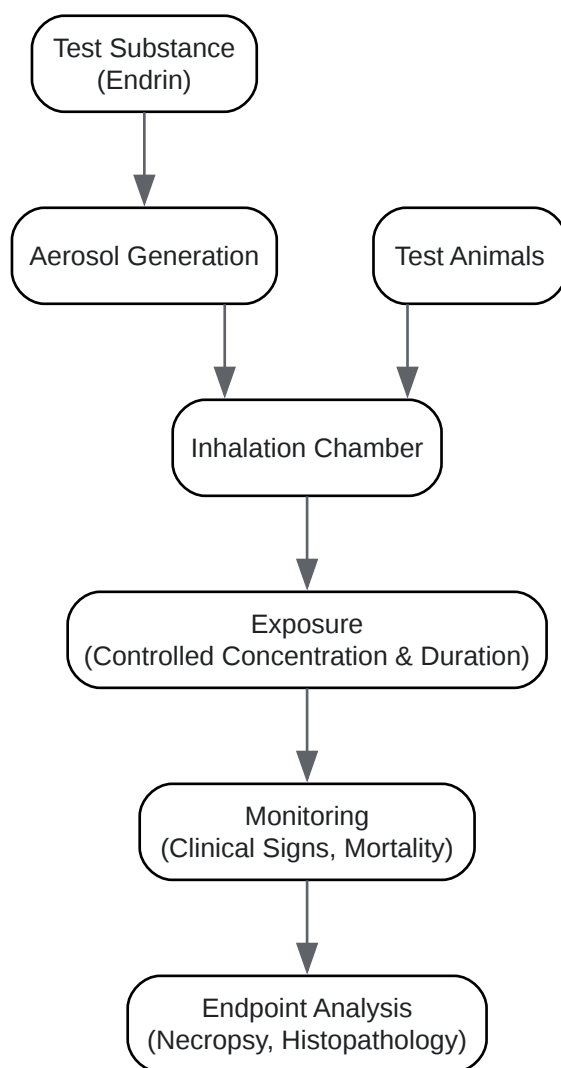 Test Substance
(Endrin)
Aerosol Generation
Test Animals
Inhalation Chamber
Exposure
(Controlled Concentration & Duration)
Monitoring
(Clinical Signs, Mortality)
Endpoint Analysis
(Necropsy, Histopathology)